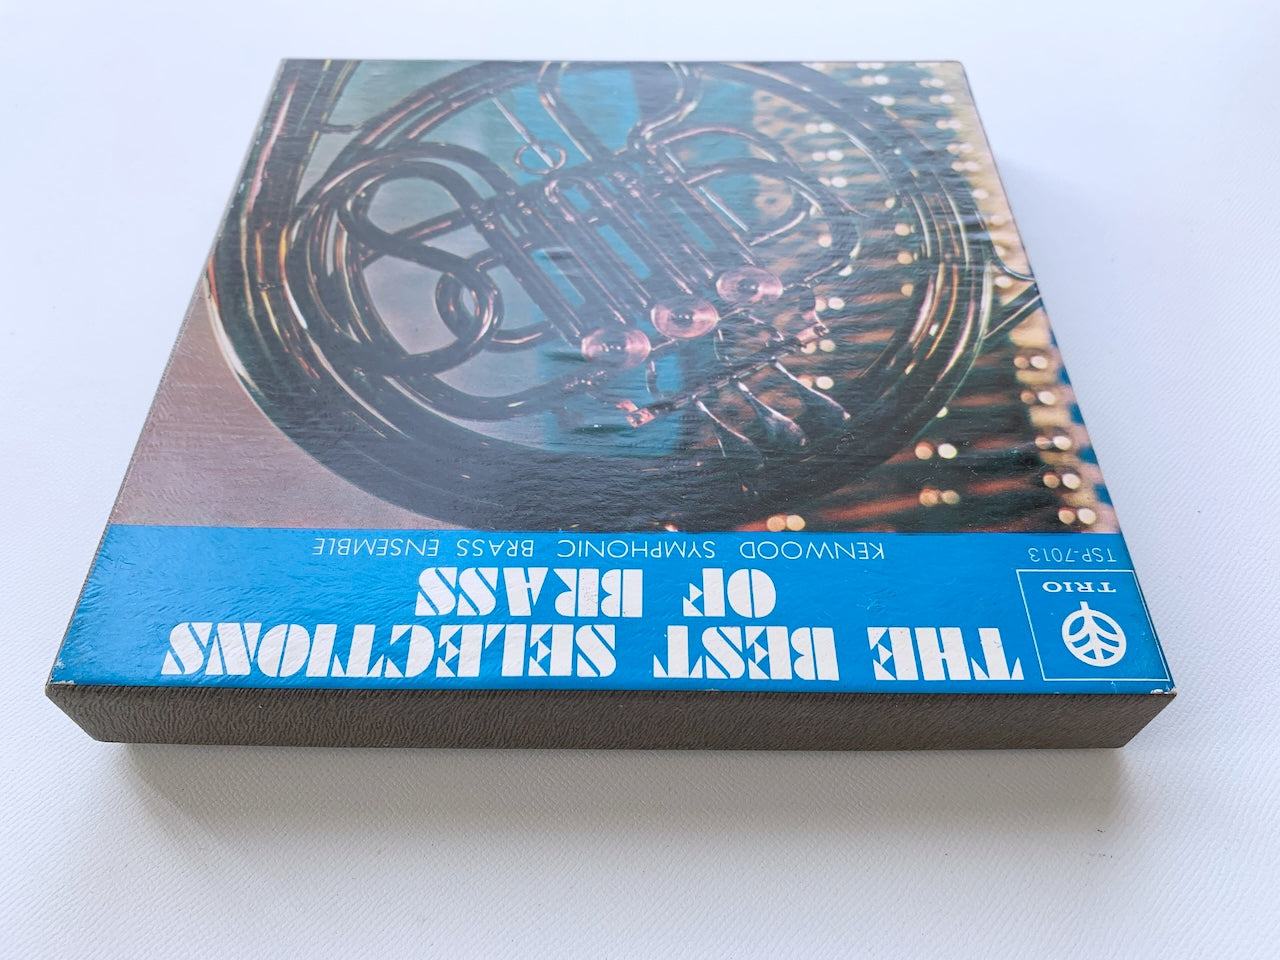 TRIO
THE BEST SELECTIONS
OF BRASS
TSP-7013
KENWOOD SYMPHONIC BRASS ENSEMBLE